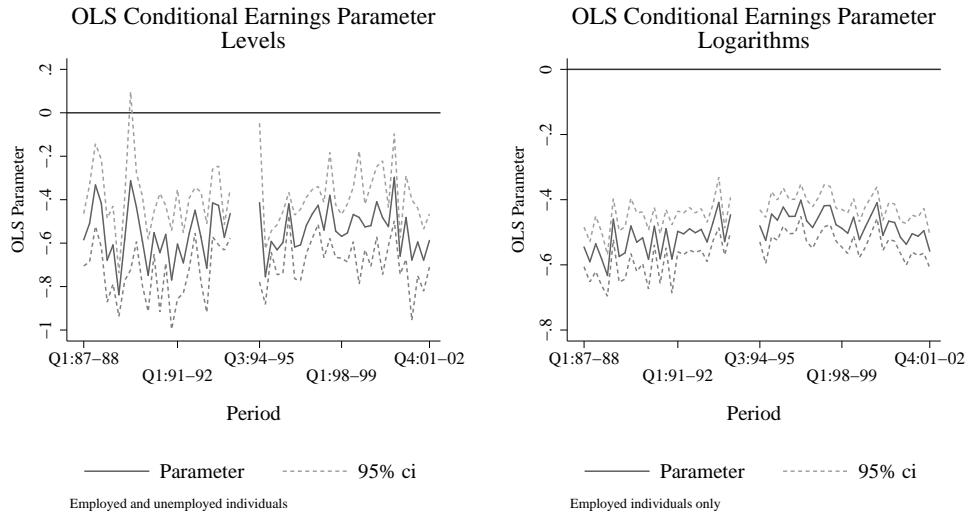 OLS Conditional Earnings Parameter
Levels
.2
0
−.2
−.4
−.6
−.8
−1
OLS Parameter
Q1:87−88
Q3:94−95
Q4:01−02
Q1:91−92
Q1:98−99
Period
Parameter
95% ci
Employed and unemployed individuals
OLS Conditional Earnings Parameter
Logarithms
0
−.2
−.4
−.6
−.8
OLS Parameter
Q1:87−88
Q3:94−95
Q4:01−02
Q1:91−92
Q1:98−99
Period
Parameter
95% ci
Employed individuals only